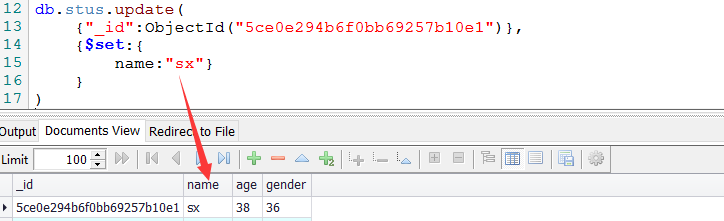 12 db.stus.update(
13 {"_id":ObjectId("5ce0e294b6f0bb69257b10e1")},
14 {$set:{
15 name:"sx"}
16 }
17 )
Output Documents View Redirect to File
Limit 100
_id name age gender
5ce0e294b6f0bb69257b10e1 sx 38 36